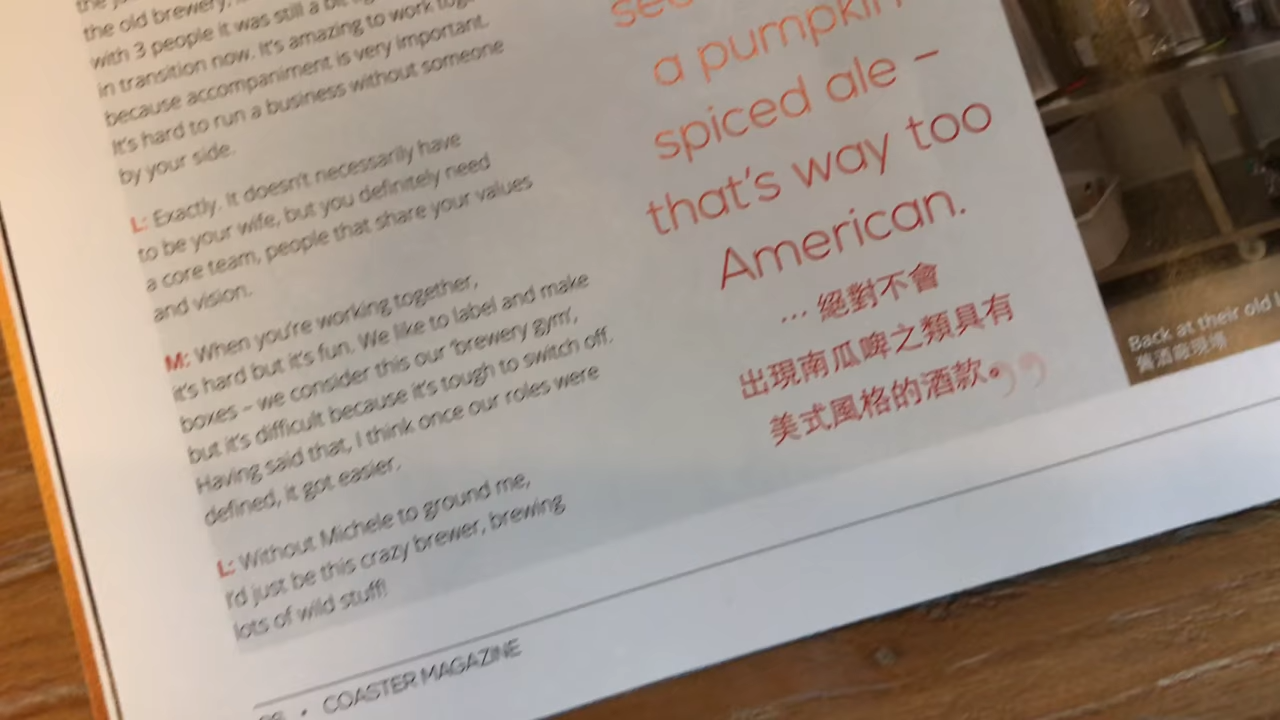 the old brewery,
with 3 people it was still a bit
in transition now. It's amazing to work
because accompaniment is very important.
It's hard to run a business without someone
by your side.
L: Exactly. It doesn't necessarily have
to be your wife, but you definitely need
a core team, people that share your values
and vision.
M: When you're working together,
it's hard but it's fun. We like to label and make
boxes – we consider this our 'brewery gym',
but it's difficult because it's tough to switch off.
Having said that, I think once our roles were
defined, it got easier.
L: Without Michele to ground me,
I'd just be this crazy brewer, brewing
lots of wild stuff!
a pumpkin
spiced ale –
that's way too
American.
... 絕對不會
出現南瓜啤之類具有
美式風格的酒款。”
Back at their old
舊酒廠現場
• COASTER MAGAZINE